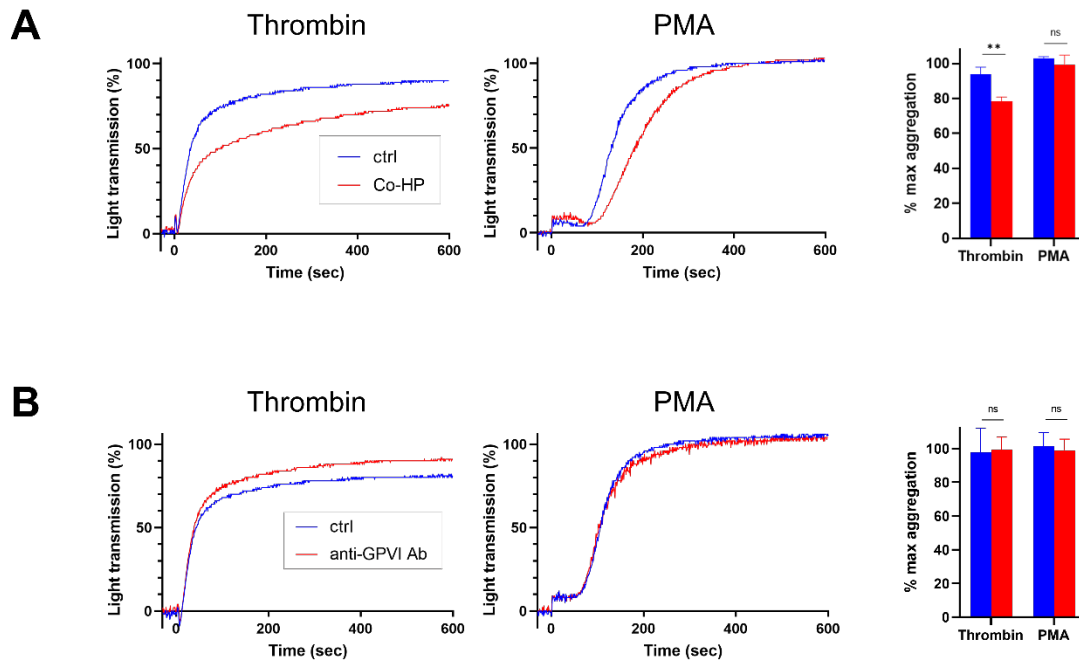 A
Thrombin
Light transmission (%)
100
50
0
0 200 400 600
Time (sec)
ctrl
Co-HP
PMA
Light transmission (%)
100
50
0
0 200 400 600
Time (sec)
% max aggregation
100
80
60
40
20
0
** ns
Thrombin PMA
B
Thrombin
Light transmission (%)
100
50
0
0 200 400 600
Time (sec)
ctrl
anti-GPVI Ab
PMA
Light transmission (%)
100
50
0
0 200 400 600
Time (sec)
% max aggregation
100
80
60
40
20
0
ns ns
Thrombin PMA